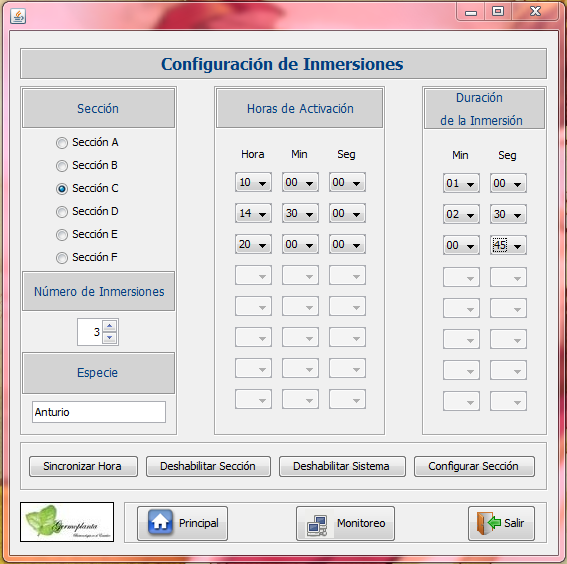 Configuración de Inmersiones
Sección
Sección A
Sección B
Sección C
Sección D
Sección E
Sección F
Número de Inmersiones
3
Especie
Anturio
Horas de Activación
Hora Min Seg
10 00 00
14 30 00
20 00 00
Duración
de la Inmersión
Min Seg
01 00
02 30
00 45
Sincronizar Hora Deshabilitar Sección Deshabilitar Sistema Configurar Sección
Germoplanta
Principal Monitoreo Salir